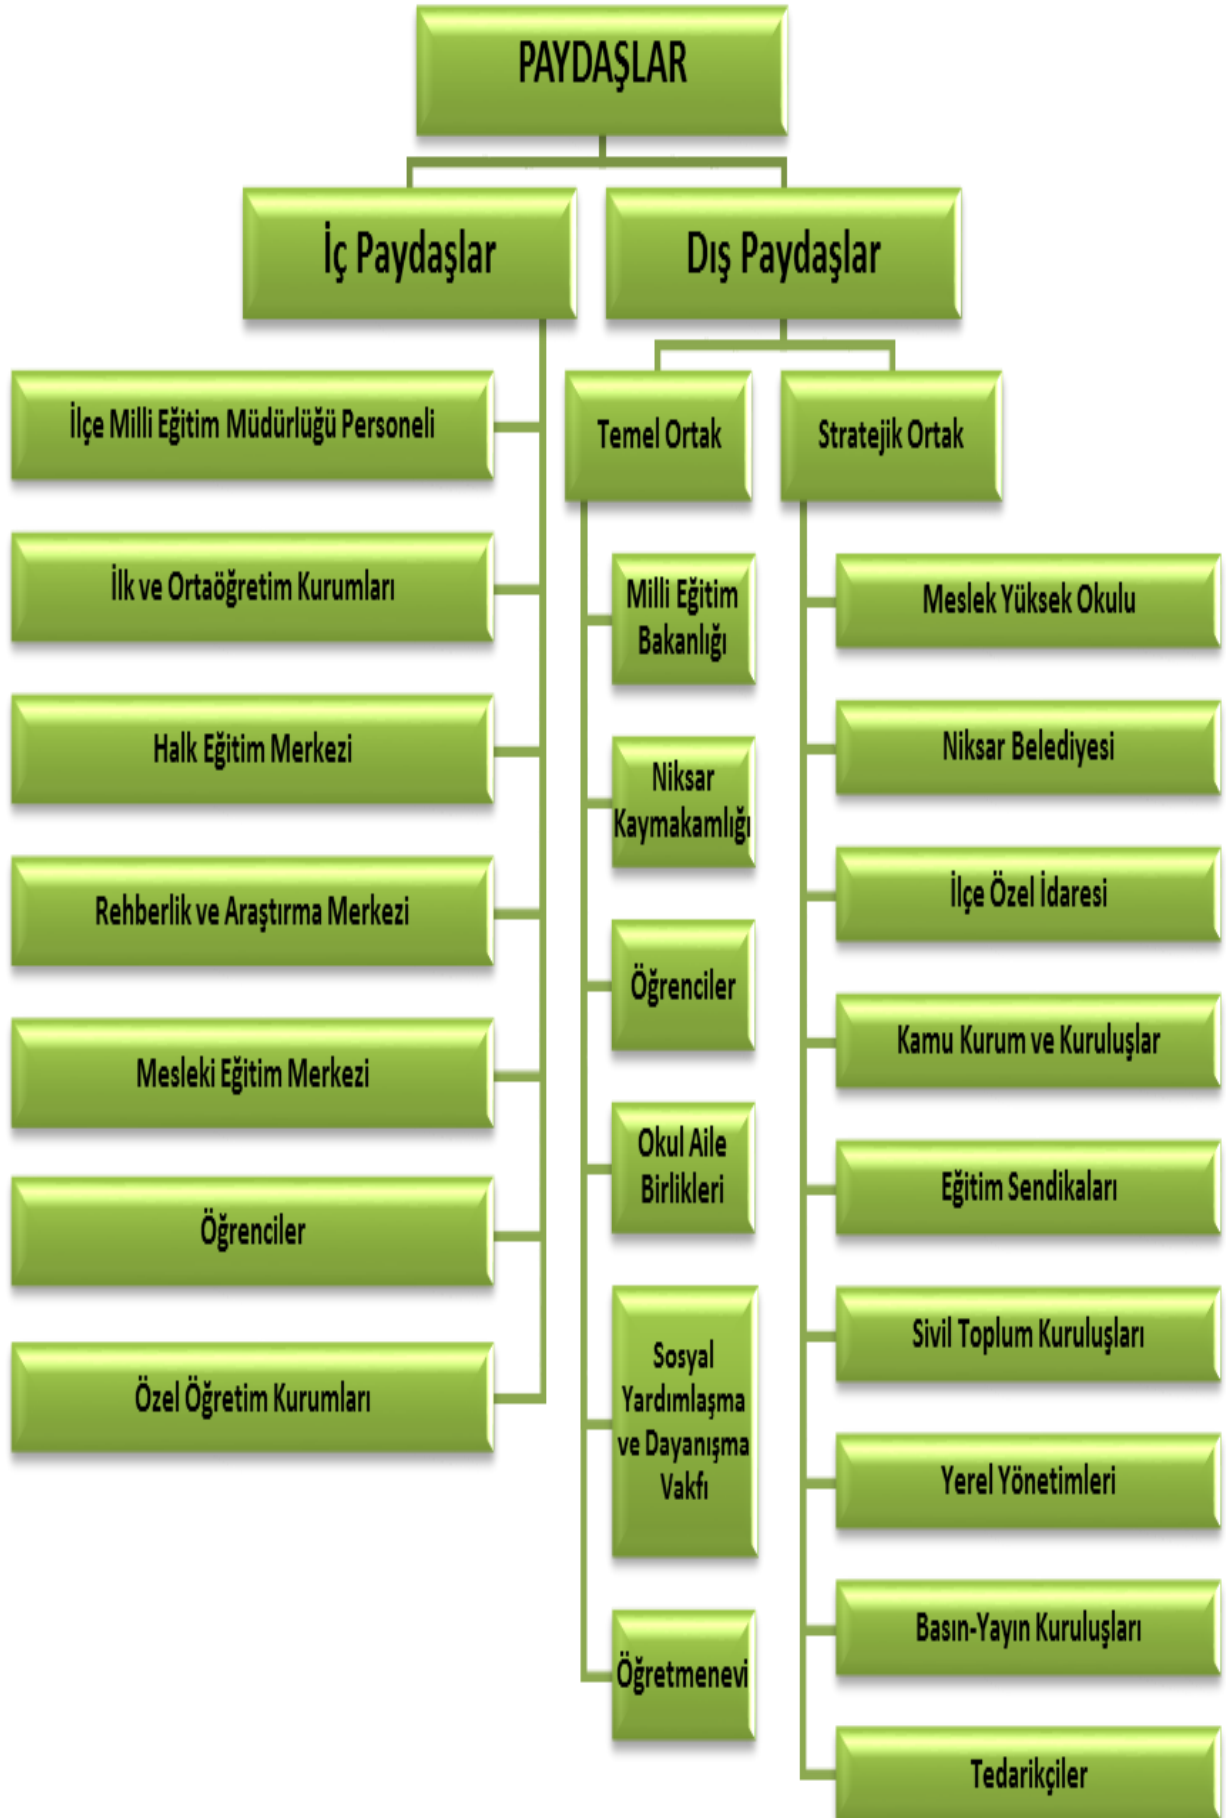 PAYDAŞLAR
İç Paydaşlar
Dış Paydaşlar
İlçe Milli Eğitim Müdürlüğü Personeli
İlk ve Ortaöğretim Kurumları
Halk Eğitim Merkezi
Rehberlik ve Araştırma Merkezi
Mesleki Eğitim Merkezi
Öğrenciler
Özel Öğretim Kurumları
Temel Ortak
Milli Eğitim
Bakanlığı
Niksar
Kaymakamlığı
Öğrenciler
Okul Aile
Birlikleri
Sosyal
Yardımlaşma
ve Dayanışma
Vakfı
Öğretmenevi
Stratejik Ortak
Meslek Yüksek Okulu
Niksar Belediyesi
İlçe Özel İdaresi
Kamu Kurum ve Kuruluşlar
Eğitim Sendikaları
Sivil Toplum Kuruluşları
Yerel Yönetimleri
Basın-Yayın Kuruluşları
Tedarikçiler